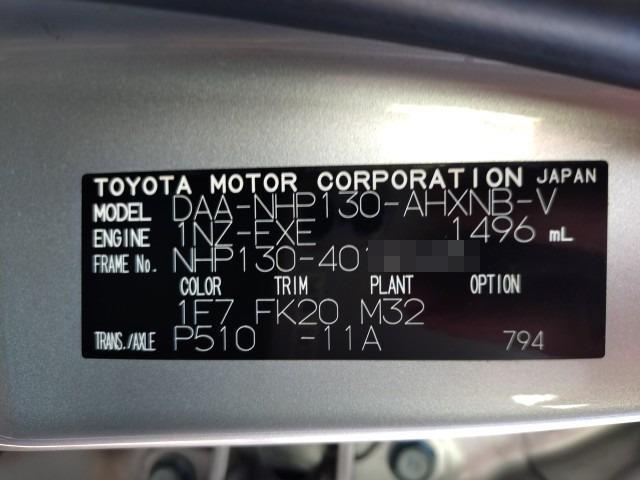 TOYOTA MOTOR CORPORATION JAPAN
MODEL DAA-NHP130-AHXNB-V
ENGINE 1NZ-EXE 1496 mL
FRAME No. NHP130-401
COLOR TRIM PLANT OPTION
1F7 FK20 M32
TRANS./AXLE P510 -11A 794